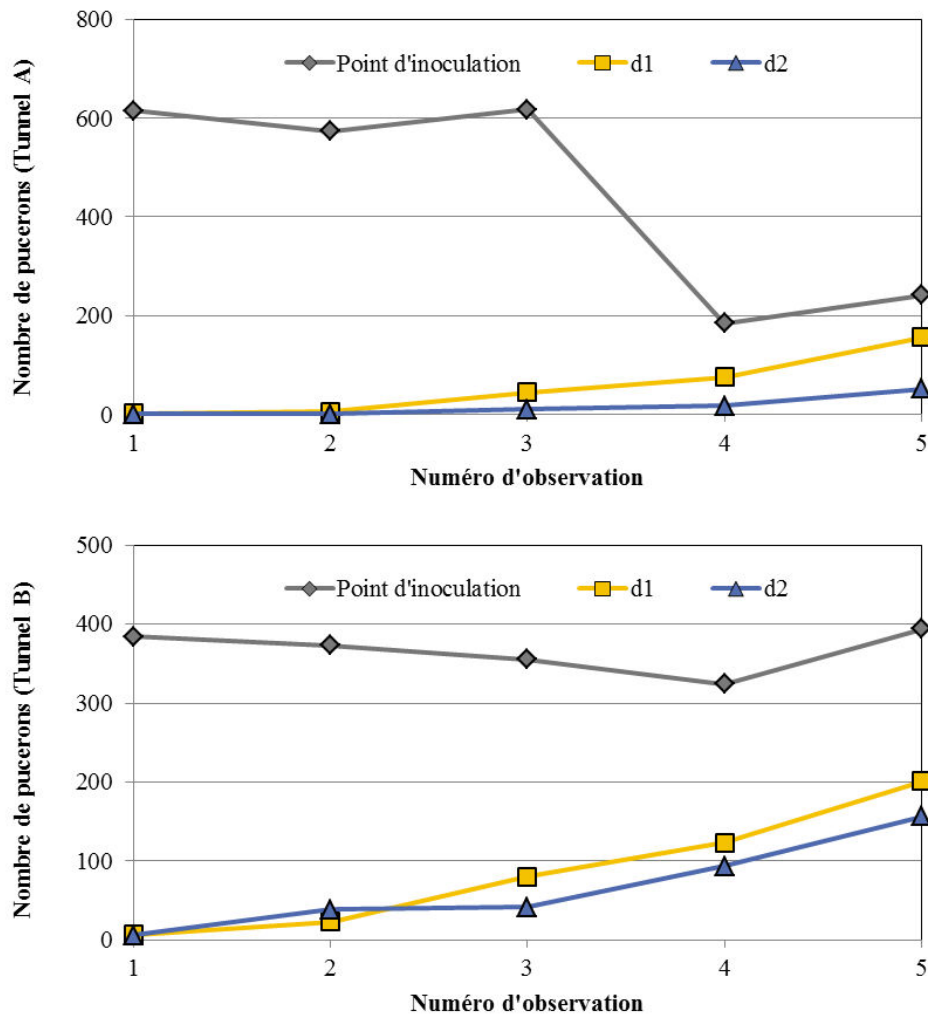 800
Point d'inoculation d1 d2
600
400
200
0
1 2 3 4 5
Numéro d'observation
Nombre de pucerons (Tunnel A)
500
Point d'inoculation d1 d2
400
300
200
100
0
1 2 3 4 5
Numéro d'observation
Nombre de pucerons (Tunnel B)